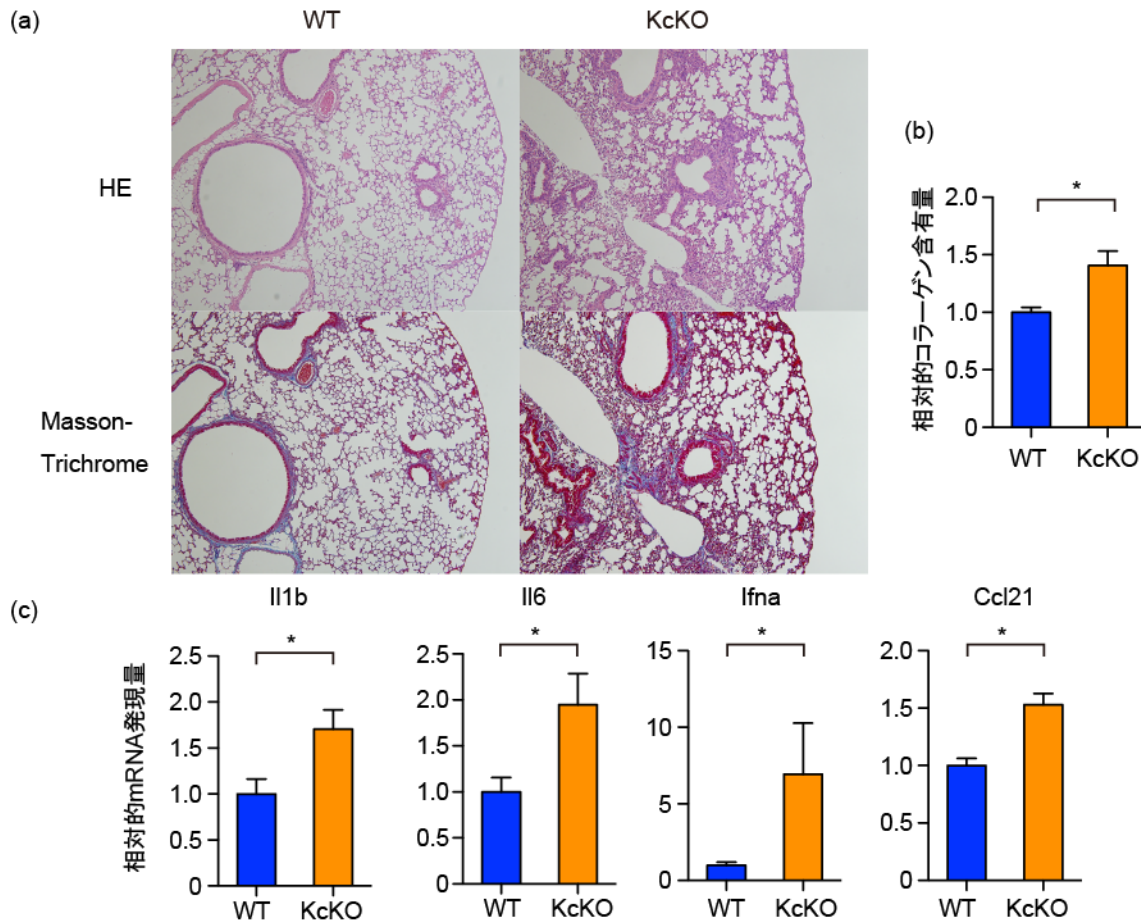 (a)
WT KcKO
HE
Masson-
Trichrome
(b)
相対的コラーゲン含有量
2.0
1.5
1.0
0.5
0
*
WT KcKO
(c)
相対的mRNA発現量
Il1b
2.5
2.0
1.5
1.0
0.5
0
*
WT KcKO
Il6
2.5
2.0
1.5
1.0
0.5
0
*
WT KcKO
Ifna
15
10
5
0
*
WT KcKO
Ccl21
2.0
1.5
1.0
0.5
0
*
WT KcKO